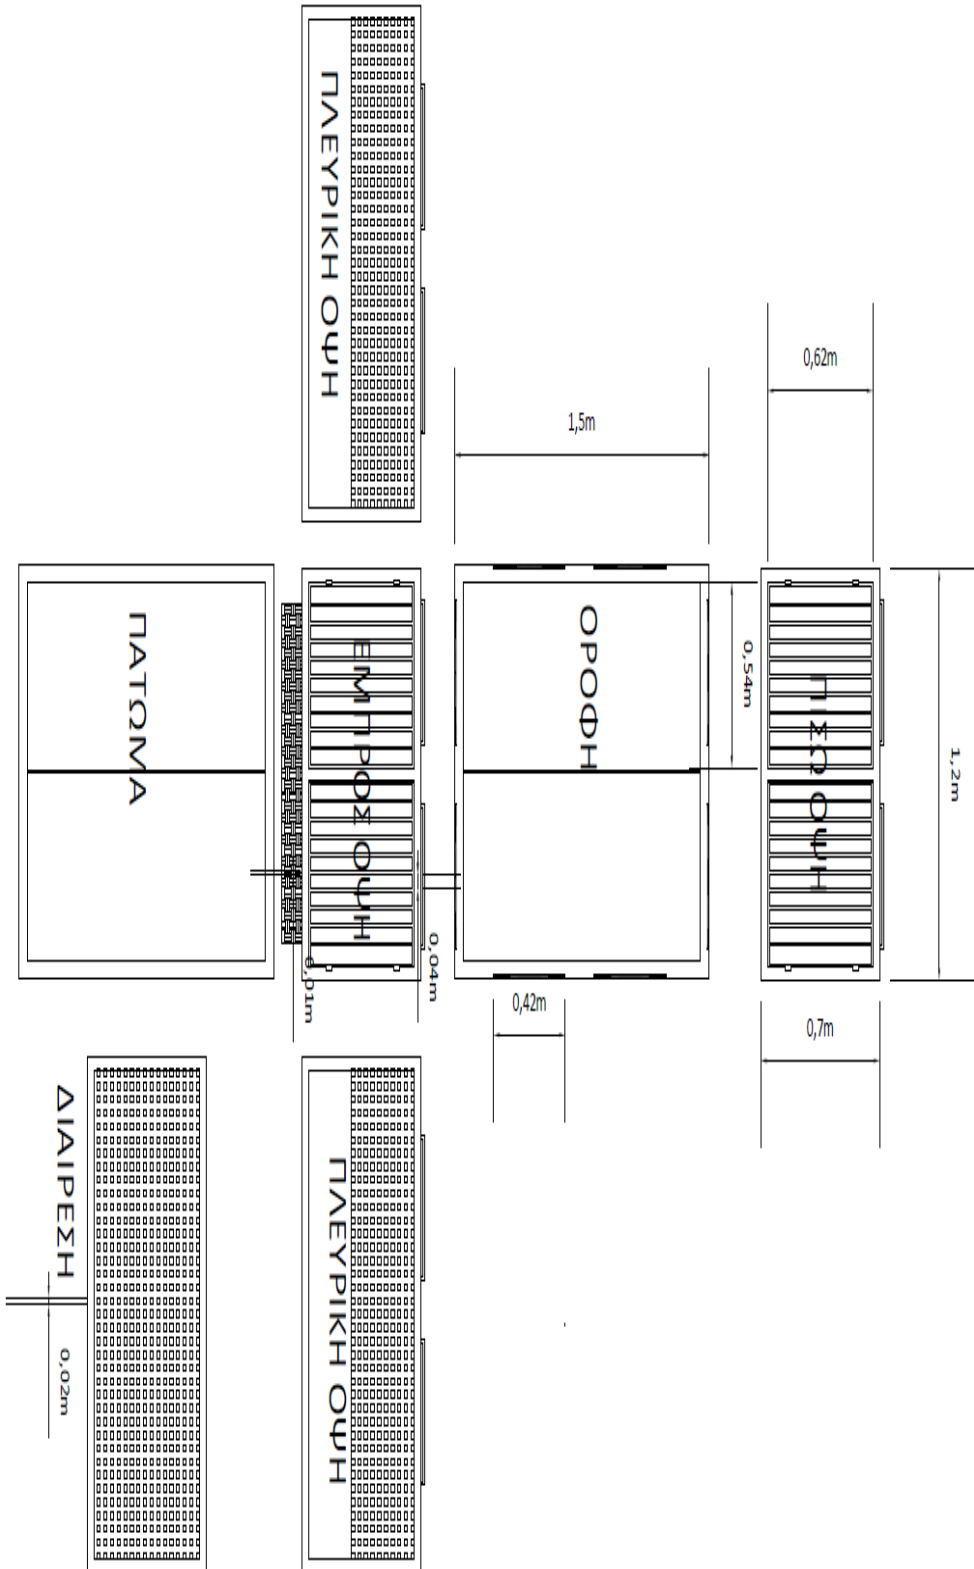 ΠΛΕΥΡΙΚΗ ΟΨΗ
0,62m
1,5m
ΠΑΤΩΜΑ
ΕΜΠΡΟΣ ΟΨΗ
ΟΡΟΦΗ
0,54m
ΠΙΣΩ ΟΨΗ
1,2m
0,01m
0,04m
0,42m
0,7m
ΔΙΑΙΡΕΣΗ
ΠΛΕΥΡΙΚΗ ΟΨΗ
0,02m